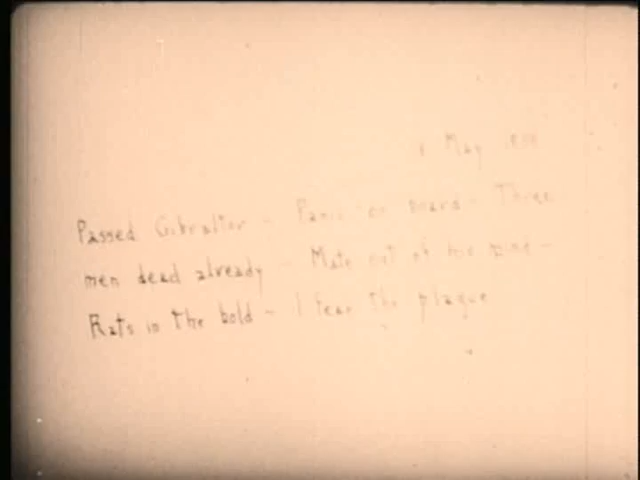 May
Passed Gibraltar - Panic on board - Three
men dead already - Mate out of his mind -
Rats in the hold - I fear the plague